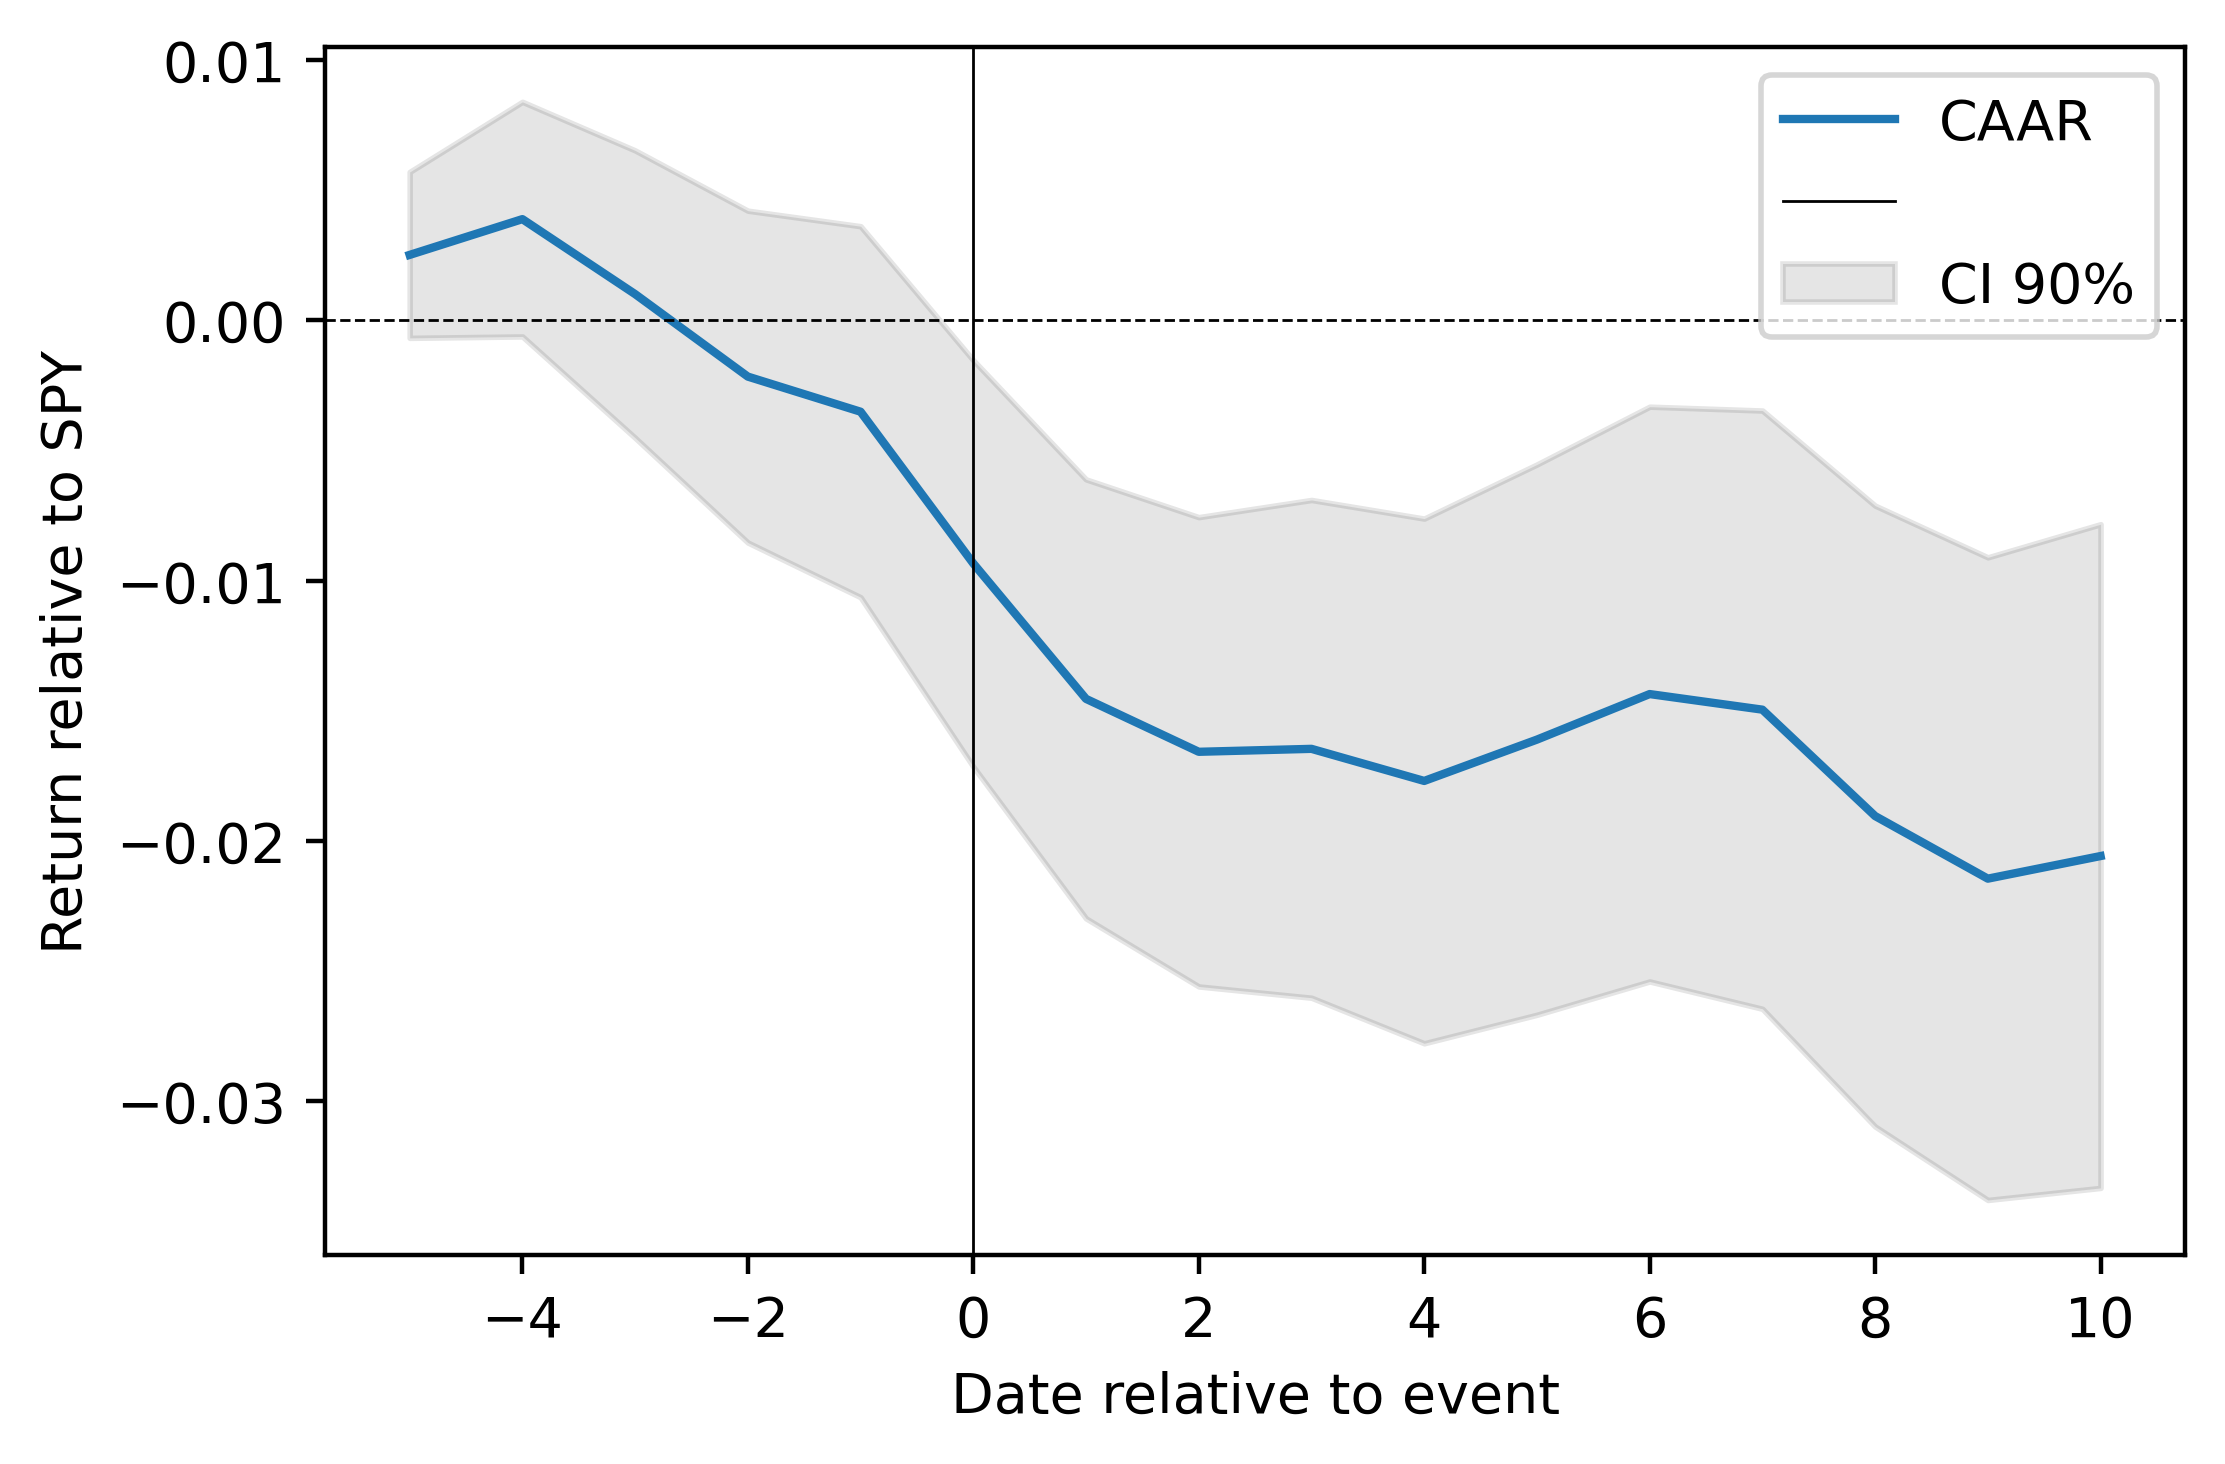 0.01
0.00
−0.01
−0.02
−0.03
Return relative to SPY
CAAR
CI 90%
−4 −2 0 2 4 6 8 10
Date relative to event